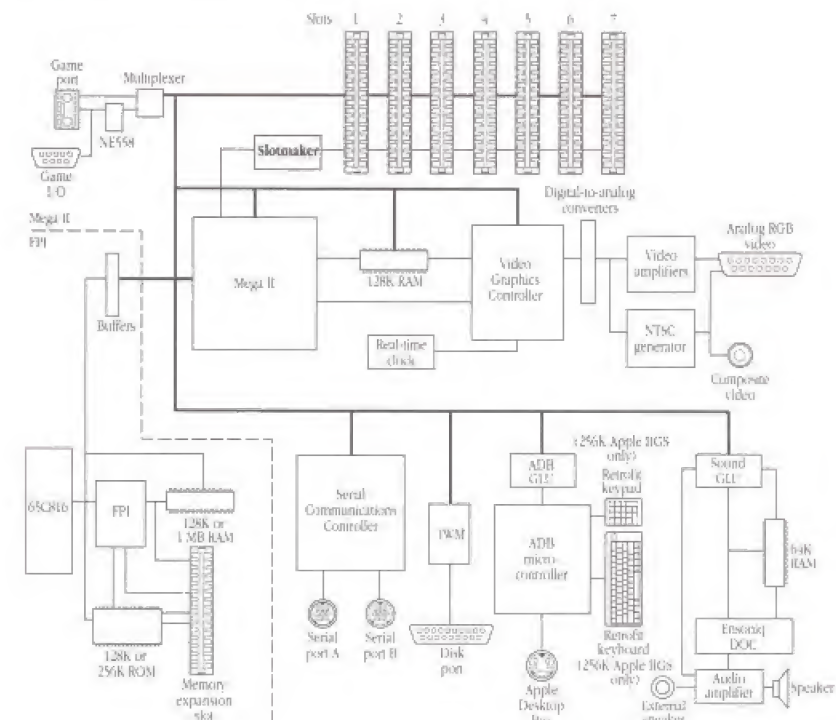 Slots 1 2 3 4 5 6 7
Game
port
Multiplexer
NE558
Game
I/O
Slotmaker
Mega II
FPI
Digital-to-analog
converters
Analog RGB
video
Mega II
128K RAM
Video
Graphics
Controller
Video
amplifiers
Buffers
Real-time
clock
NTSC
generator
Composite
video
65C816
FPI
128K or
1 MB RAM
128K or
256K ROM
Memory
expansion
slot
Serial
Communications
Controller
Serial
port A
Serial
port B
IWM
Disk
port
ADB
GLU
(256K Apple IIGS
only)
Retrofit
keypad
ADB
micro-
controller
Retrofit
keyboard
(256K Apple IIGS
only)
Apple
Desktop
Bus
Sound
GLU
64K
RAM
Ensoniq
DOC
Audio
amplifier
Speaker
External
speaker